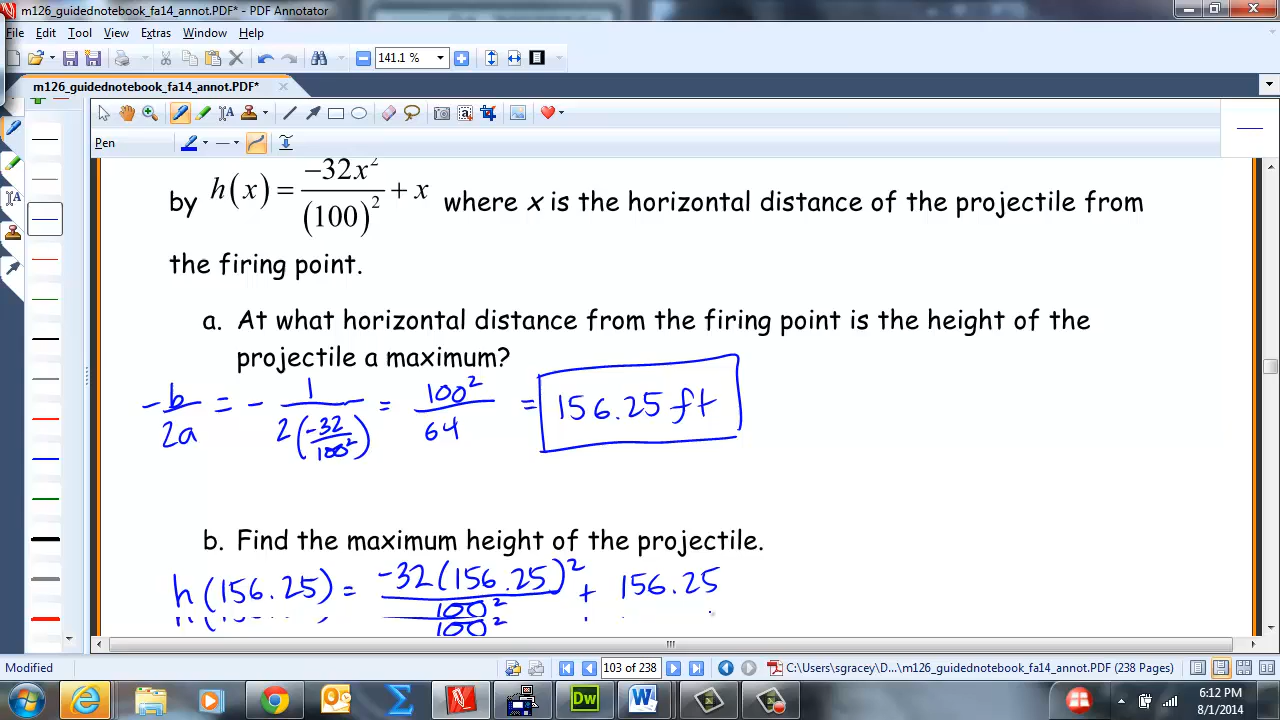 m126_guidednotebook_fa14_annot.PDF* - PDF Annotator
File Edit Tool View Extras Window Help
141.1 %
m126_guidednotebook_fa14_annot.PDF*
Pen
by h(x) = −32x² / (100)² + x where x is the horizontal distance of the projectile from
the firing point.
a. At what horizontal distance from the firing point is the height of the
projectile a maximum?
-b/2a = - 1/(2(-32/100²)) = 100²/64 = 156.25 ft
b. Find the maximum height of the projectile.
h(156.25) = -32(156.25)²/100² + 156.25
100²
Modified
103 of 238
C:\Users\sgracey\D...\m126_guidednotebook_fa14_annot.PDF (238 Pages)
Dw
6:12 PM
8/1/2014